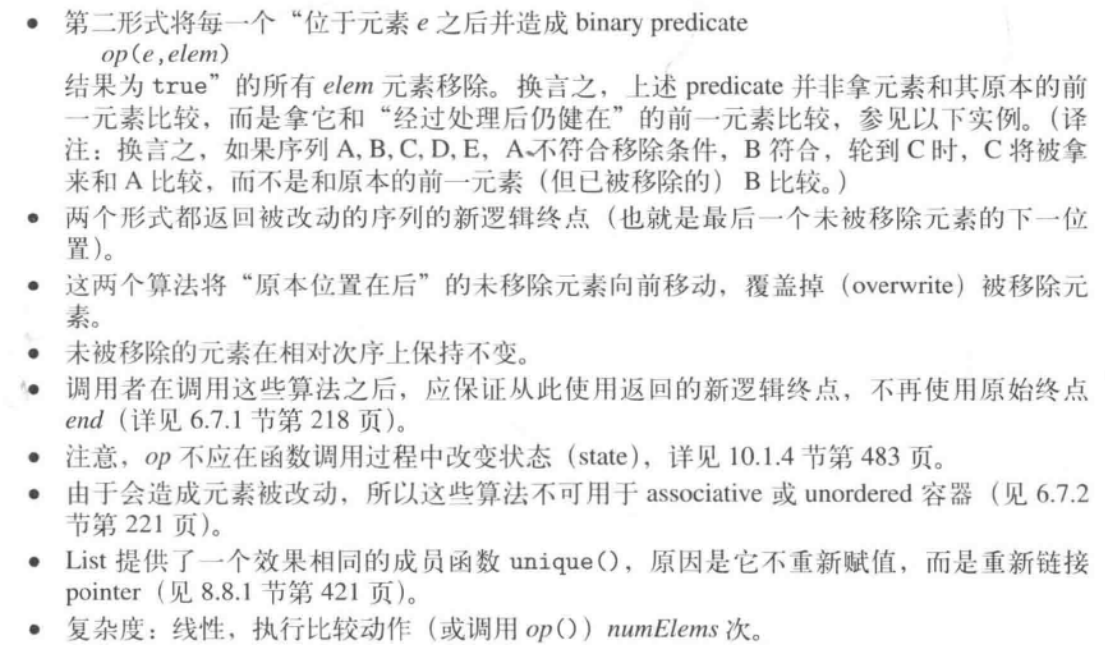 • 第二形式将每一个“位于元素 e 之后并造成 binary predicate
op(e,elem)
结果为 true”的所有 elem 元素移除。换言之，上述 predicate 并非拿元素和其原本的前
一元素比较，而是拿它和“经过处理后仍健在”的前一元素比较，参见以下实例。（译
注：换言之，如果序列 A, B, C, D, E，A 不符合移除条件，B 符合，轮到 C 时，C 将被拿
来和 A 比较，而不是和原本的前一元素（但已被移除的） B 比较。）
• 两个形式都返回被改动的序列的新逻辑终点（也就是最后一个未被移除元素的下一位
置）。
• 这两个算法将“原本位置在后”的未移除元素向前移动，覆盖掉（overwrite）被移除元
素。
• 未被移除的元素在相对次序上保持不变。
• 调用者在调用这些算法之后，应保证从此使用返回的新逻辑终点，不再使用原始终点
end（详见 6.7.1 节第 218 页）。
• 注意，op 不应在函数调用过程中改变状态（state），详见 10.1.4 节第 483 页。
• 由于会造成元素被改动，所以这些算法不可用于 associative 或 unordered 容器（见 6.7.2
节第 221 页）。
• List 提供了一个效果相同的成员函数 unique()，原因是它不重新赋值，而是重新链接
pointer（见 8.8.1 节第 421 页）。
• 复杂度：线性，执行比较动作（或调用 op()）numElems 次。